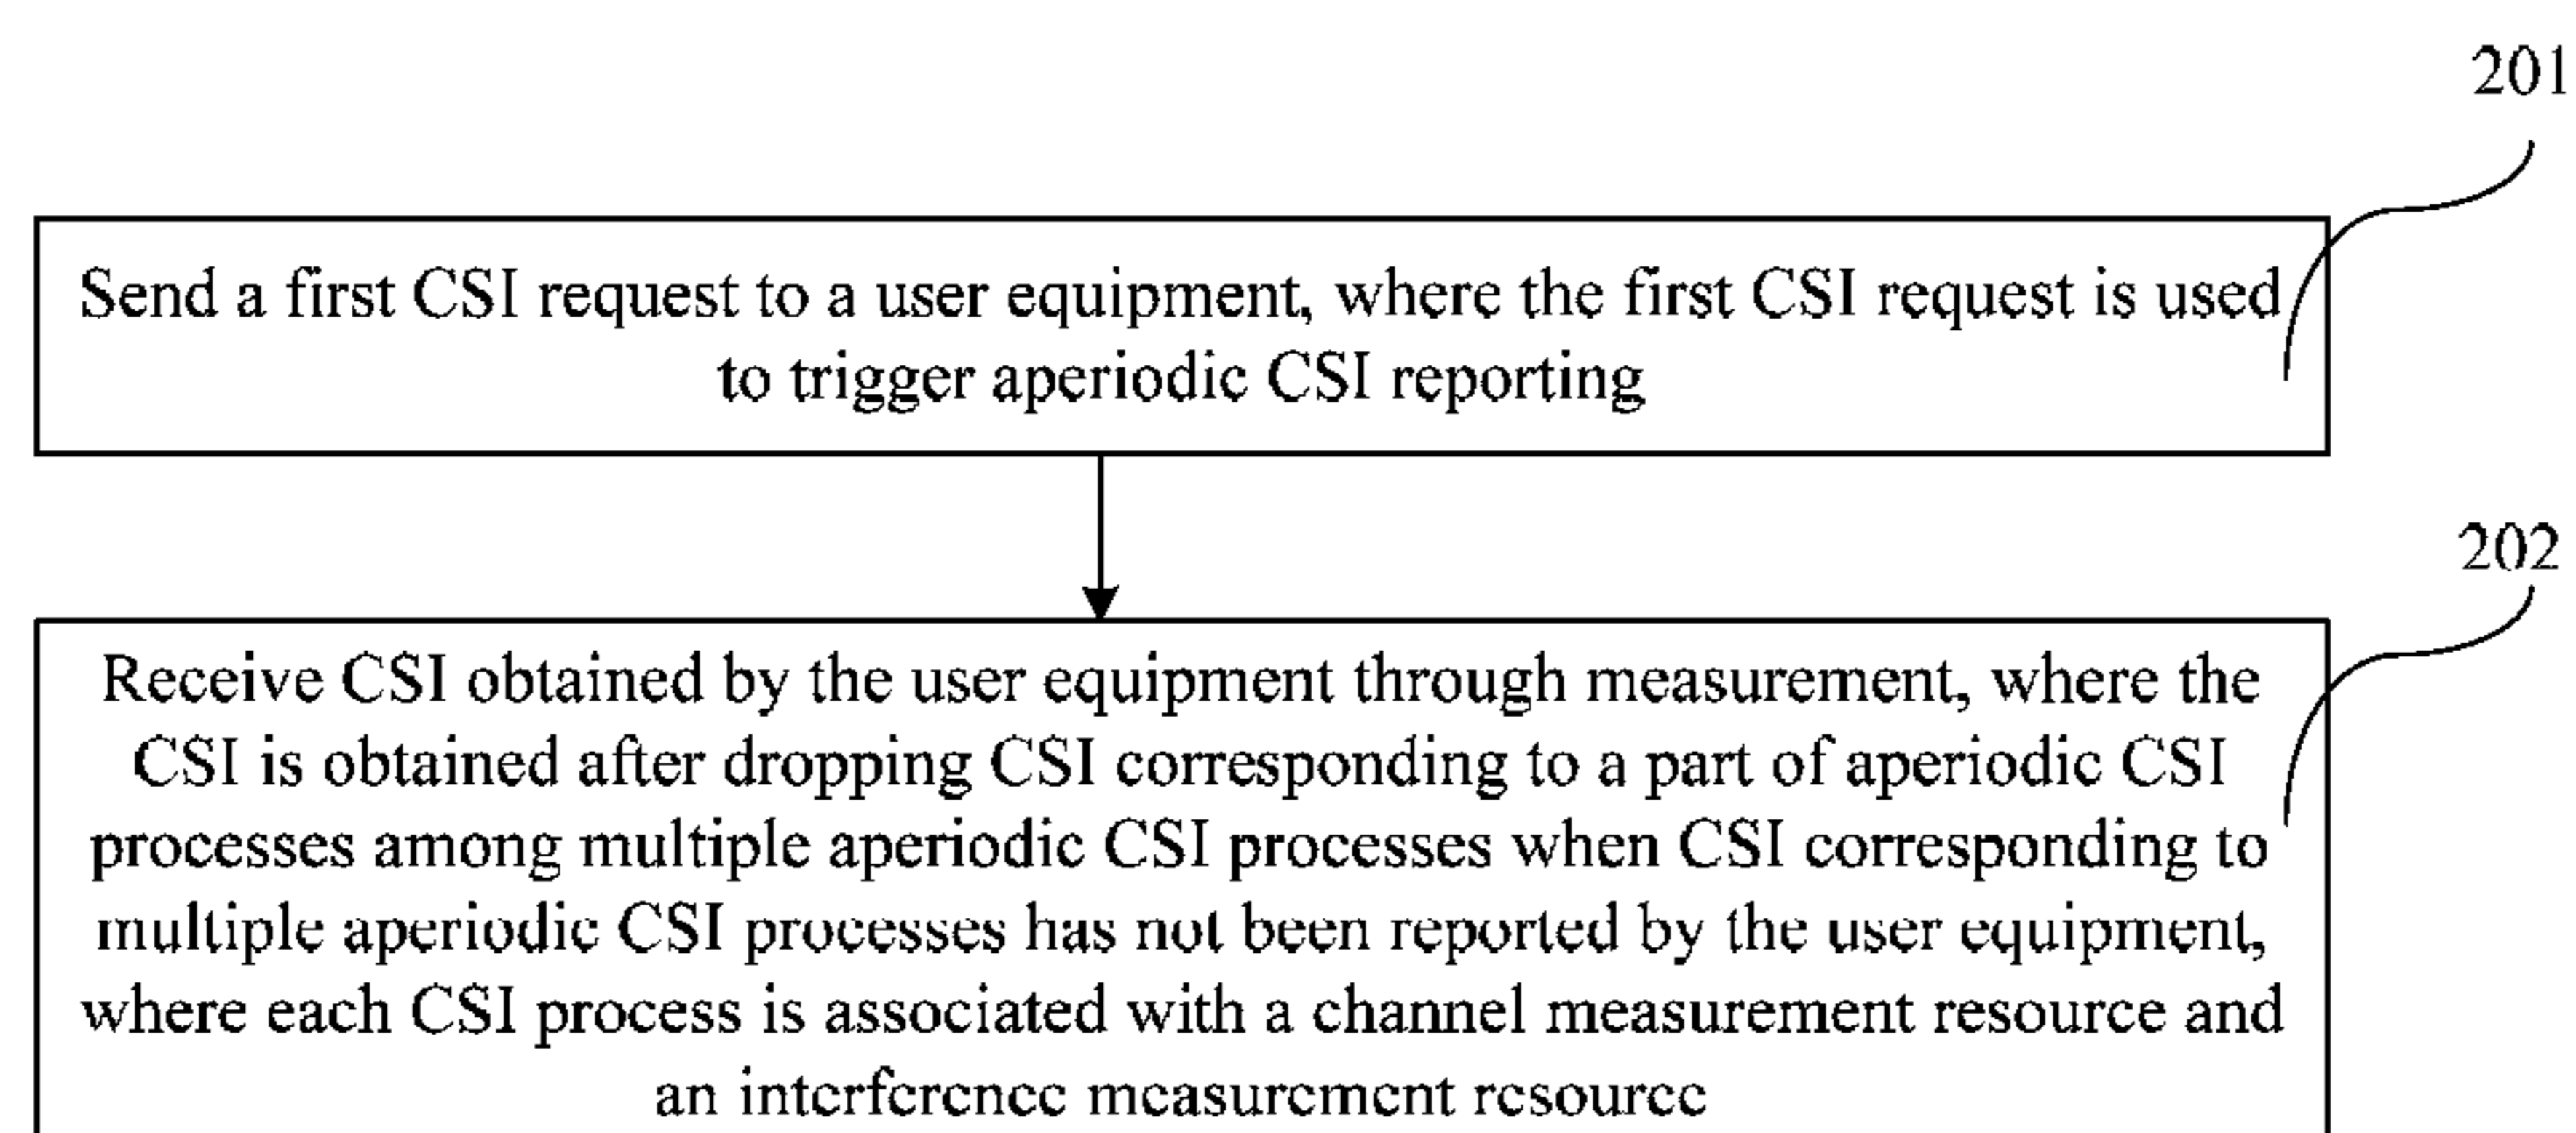 201
Send a first CSI request to a user equipment, where the first CSI request is used
to trigger aperiodic CSI reporting
202
Receive CSI obtained by the user equipment through measurement, where the
CSI is obtained after dropping CSI corresponding to a part of aperiodic CSI
processes among multiple aperiodic CSI processes when CSI corresponding to
multiple aperiodic CSI processes has not been reported by the user equipment,
where each CSI process is associated with a channel measurement resource and
an interference measurement resource